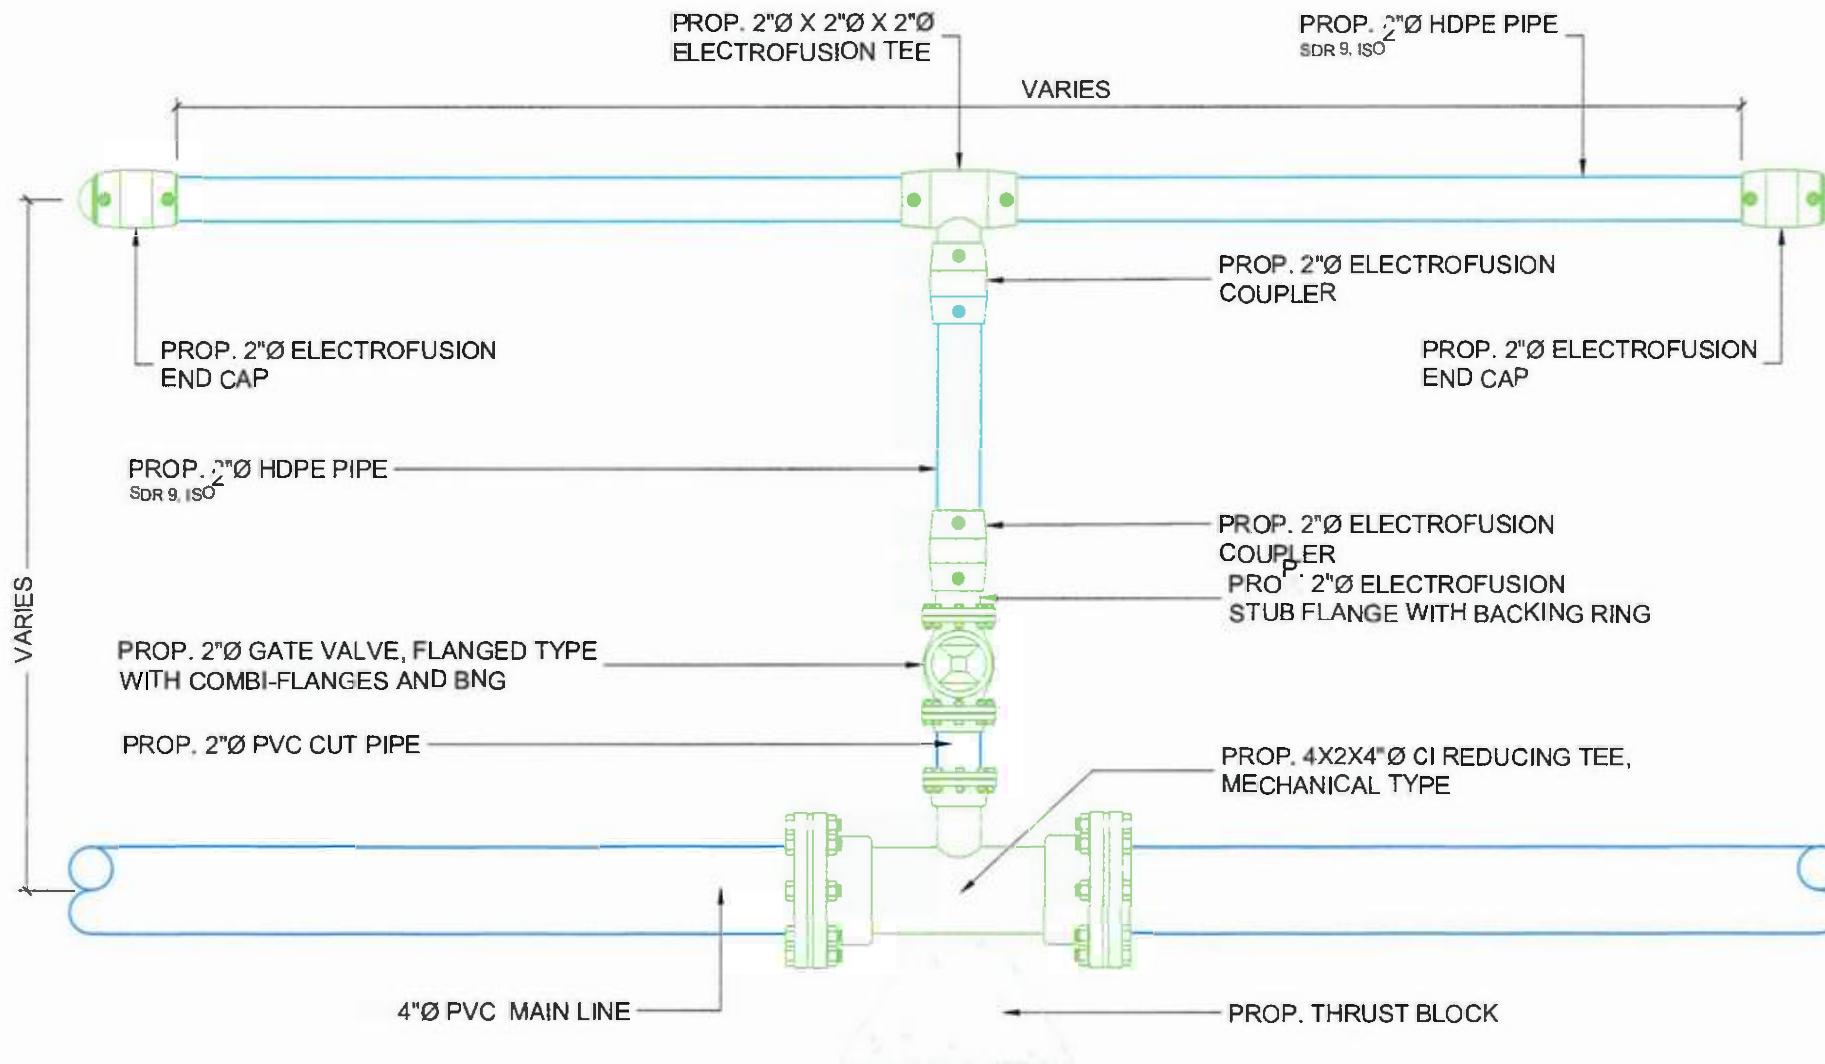 PROP. 2"Ø X 2"Ø X 2"Ø
ELECTROFUSION TEE
PROP. 2"Ø HDPE PIPE
SDR 9, ISO
VARIES
PROP. 2"Ø ELECTROFUSION
COUPLER
PROP. 2"Ø ELECTROFUSION
END CAP
PROP. 2"Ø ELECTROFUSION
END CAP
PROP. 2"Ø HDPE PIPE
SDR 9, ISO
PROP. 2"Ø ELECTROFUSION
COUPLER
PROP. 2"Ø ELECTROFUSION
STUB FLANGE WITH BACKING RING
VARIES
PROP. 2"Ø GATE VALVE, FLANGED TYPE
WITH COMBI-FLANGES AND BNG
PROP. 2"Ø PVC CUT PIPE
PROP. 4X2X4"Ø CI REDUCING TEE,
MECHANICAL TYPE
4"Ø PVC MAIN LINE
PROP. THRUST BLOCK